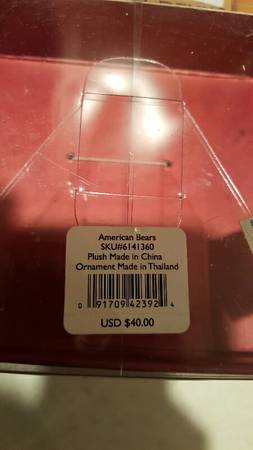 American Bears
SKU#6141360
Plush Made in China
Ornament Made in Thailand
0 91709 42392 4
USD $40.00